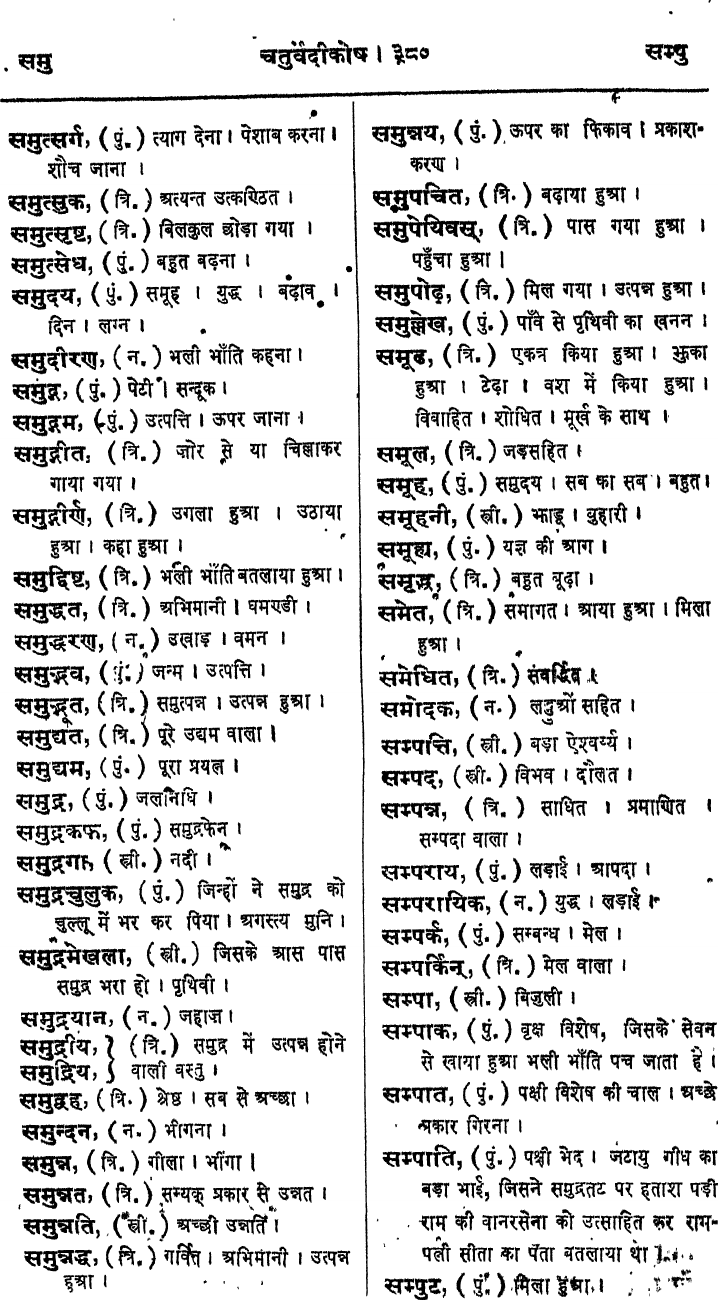 समु
चतुर्वेदीकोष । ३८०
सम्पु
समुत्सर्ग, (पुं.) त्याग देना । पेशाब करना ।
शौच जाना ।
समुत्सुक, (त्रि.) अत्यन्त उत्कण्ठित ।
समुत्सृष्ट, (त्रि.) बिलकुल छोड़ा गया ।
समुत्सेध, (पुं.) बहुत बढ़ना ।
समुदय, (पुं.) समूह । युद्ध । बढ़ाव ।
दिन । लग्न ।
समुदीरण, (न.) भली भाँति कहना ।
समुद्ग, (पुं.) पेटी । सन्दूक ।
समुद्गम, (पुं.) उत्पत्ति । ऊपर जाना ।
समुद्गीत, (त्रि.) ज़ोर से या चिल्लाकर
गाया गया ।
समुद्गीर्ण, (त्रि.) उगला हुआ । उठाया
हुआ । कहा हुआ ।
समुद्दिष्ट, (त्रि.) भली भाँति बतलाया हुआ ।
समुद्धत, (त्रि.) अभिमानी । घमण्डी ।
समुद्धरण, (न.) उखाड़ । वमन ।
समुद्भव, (पुं.) जन्म । उत्पत्ति ।
समुद्भूत, (त्रि.) समुत्पन्न । उत्पन्न हुआ ।
समुद्यत, (त्रि.) पूरे उद्यम वाला ।
समुद्यम, (पुं.) पूरा प्रयत्न ।
समुद्र, (पुं.) जलनिधि ।
समुद्रकफ, (पुं.) समुद्रफेन ।
समुद्रगा, (स्त्री.) नदी ।
समुद्रचुलुक, (पुं.) जिन्हों ने समुद्र को
चुल्लू में भर कर पिया । अगस्त्य मुनि ।
समुद्रमेखला, (स्त्री.) जिसके आस पास
समुद्र भरा हो । पृथिवी ।
समुद्रयान, (न.) जहाज़ ।
समुद्रीय, } (त्रि.) समुद्र में उत्पन्न होने
समुद्रिय, } वाली वस्तु ।
समुद्वह, (त्रि.) श्रेष्ठ । सब से अच्छा ।
समुन्दन, (न.) भीगना ।
समुन्न, (त्रि.) गीला । भींगा ।
समुन्नत, (त्रि.) सम्यक् प्रकार से उन्नत ।
समुन्नति, (स्त्री.) अच्छी उन्नति ।
समुन्नद्ध, (त्रि.) गर्वित । अभिमानी । उत्पन्न
हुआ ।
समुन्नय, (पुं.) ऊपर का फिकाव । प्रकाश-
करण ।
समुपचित, (त्रि.) बढ़ाया हुआ ।
समुपेयिवस्, (त्रि.) पास गया हुआ ।
पहुँचा हुआ ।
समुपोढ़, (त्रि.) मिल गया । उत्पन्न हुआ ।
समुल्लेख, (पुं.) पाँव से पृथिवी का खनन ।
समूढ, (त्रि.) एकत्र किया हुआ । झुका
हुआ । टेढ़ा । वश में किया हुआ ।
विवाहित । शोधित । मूर्ख के साथ ।
समूल, (त्रि.) जड़सहित ।
समूह, (पुं.) समुदय । सब का सब । बहुत ।
समूहनी, (स्त्री.) झाड़ू । बुहारी ।
समूह्य, (पुं.) यज्ञ की आग ।
समृद्ध, (त्रि.) बहुत बूढ़ा ।
समेत, (त्रि.) समागत । आया हुआ । मिला
हुआ ।
समेधित, (त्रि.) संवर्द्धित ।
समोदक, (न.) लड्डुओं सहित ।
सम्पत्ति, (स्त्री.) बड़ा ऐश्वर्य्य ।
सम्पद, (स्त्री.) विभव । दौलत ।
सम्पन्न, (त्रि.) साधित । प्रमाणित ।
सम्पदा वाला ।
सम्पराय, (पुं.) लड़ाई । आपदा ।
सम्परायिक, (न.) युद्ध । लड़ाई ।
सम्पर्क, (पुं.) सम्बन्ध । मेल ।
सम्पर्किन्, (त्रि.) मेल वाला ।
सम्पा, (स्त्री.) बिजुली ।
सम्पाक, (पुं.) वृक्ष विशेष, जिसके सेवन
से खाया हुआ भली भाँति पच जाता है ।
सम्पात, (पुं.) पक्षी विशेष की चाल । अच्छे
प्रकार गिरना ।
सम्पाति, (पुं.) पक्षी भेद । जटायु गीध का
बड़ा भाई, जिसने समुद्रतट पर हताश पड़ी
राम की वानरसेना को उत्साहित कर राम-
पत्नी सीता का पता बतलाया था ।
सम्पुट, (पुं.) मिला हुआ ।